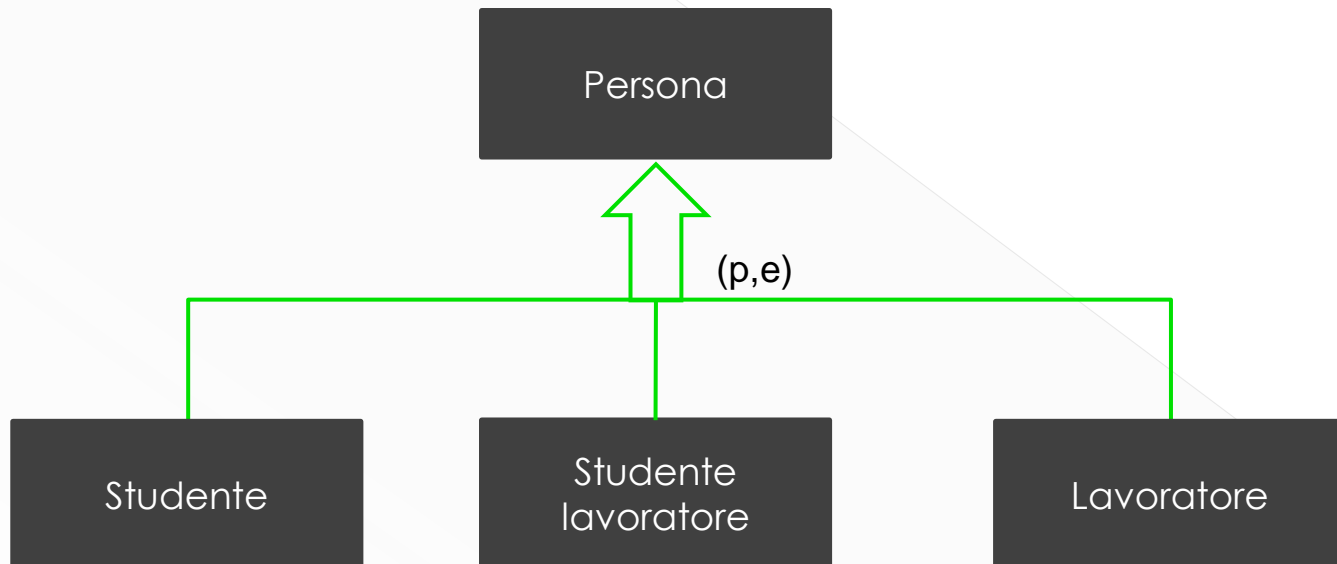 Persona
(p,e)
Studente
Studente
lavoratore
Lavoratore